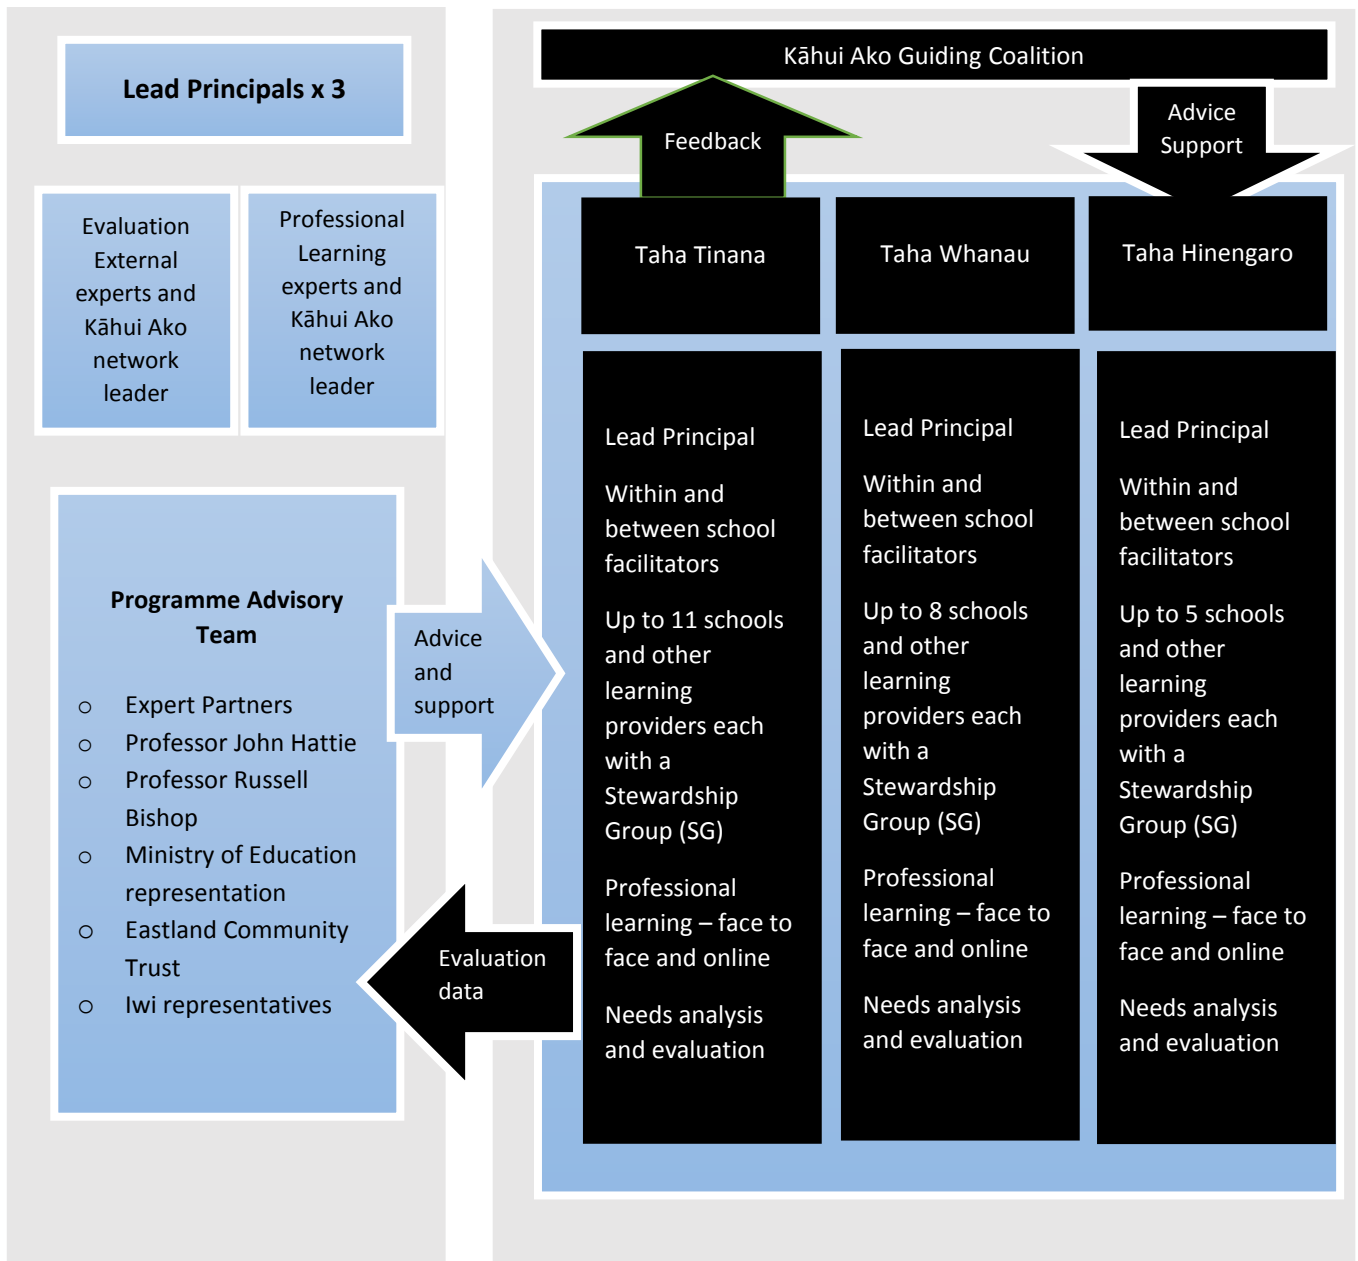 Lead Principals x 3
Evaluation
External
experts and
Kāhui Ako
network
leader
Professional
Learning
experts and
Kāhui Ako
network
leader
Programme Advisory
Team
o Expert Partners
o Professor John Hattie
o Professor Russell
Bishop
o Ministry of Education
representation
o Eastland Community
Trust
o Iwi representatives
Advice
and
support
Evaluation
data
Kāhui Ako Guiding Coalition
Feedback
Advice
Support
Taha Tinana
Lead Principal
Within and
between school
facilitators
Up to 11 schools
and other
learning
providers each
with a
Stewardship
Group (SG)
Professional
learning – face to
face and online
Needs analysis
and evaluation
Taha Whanau
Lead Principal
Within and
between school
facilitators
Up to 8 schools
and other
learning
providers each
with a
Stewardship
Group (SG)
Professional
learning – face to
face and online
Needs analysis
and evaluation
Taha Hinengaro
Lead Principal
Within and
between school
facilitators
Up to 5 schools
and other
learning
providers each
with a
Stewardship
Group (SG)
Professional
learning – face to
face and online
Needs analysis
and evaluation